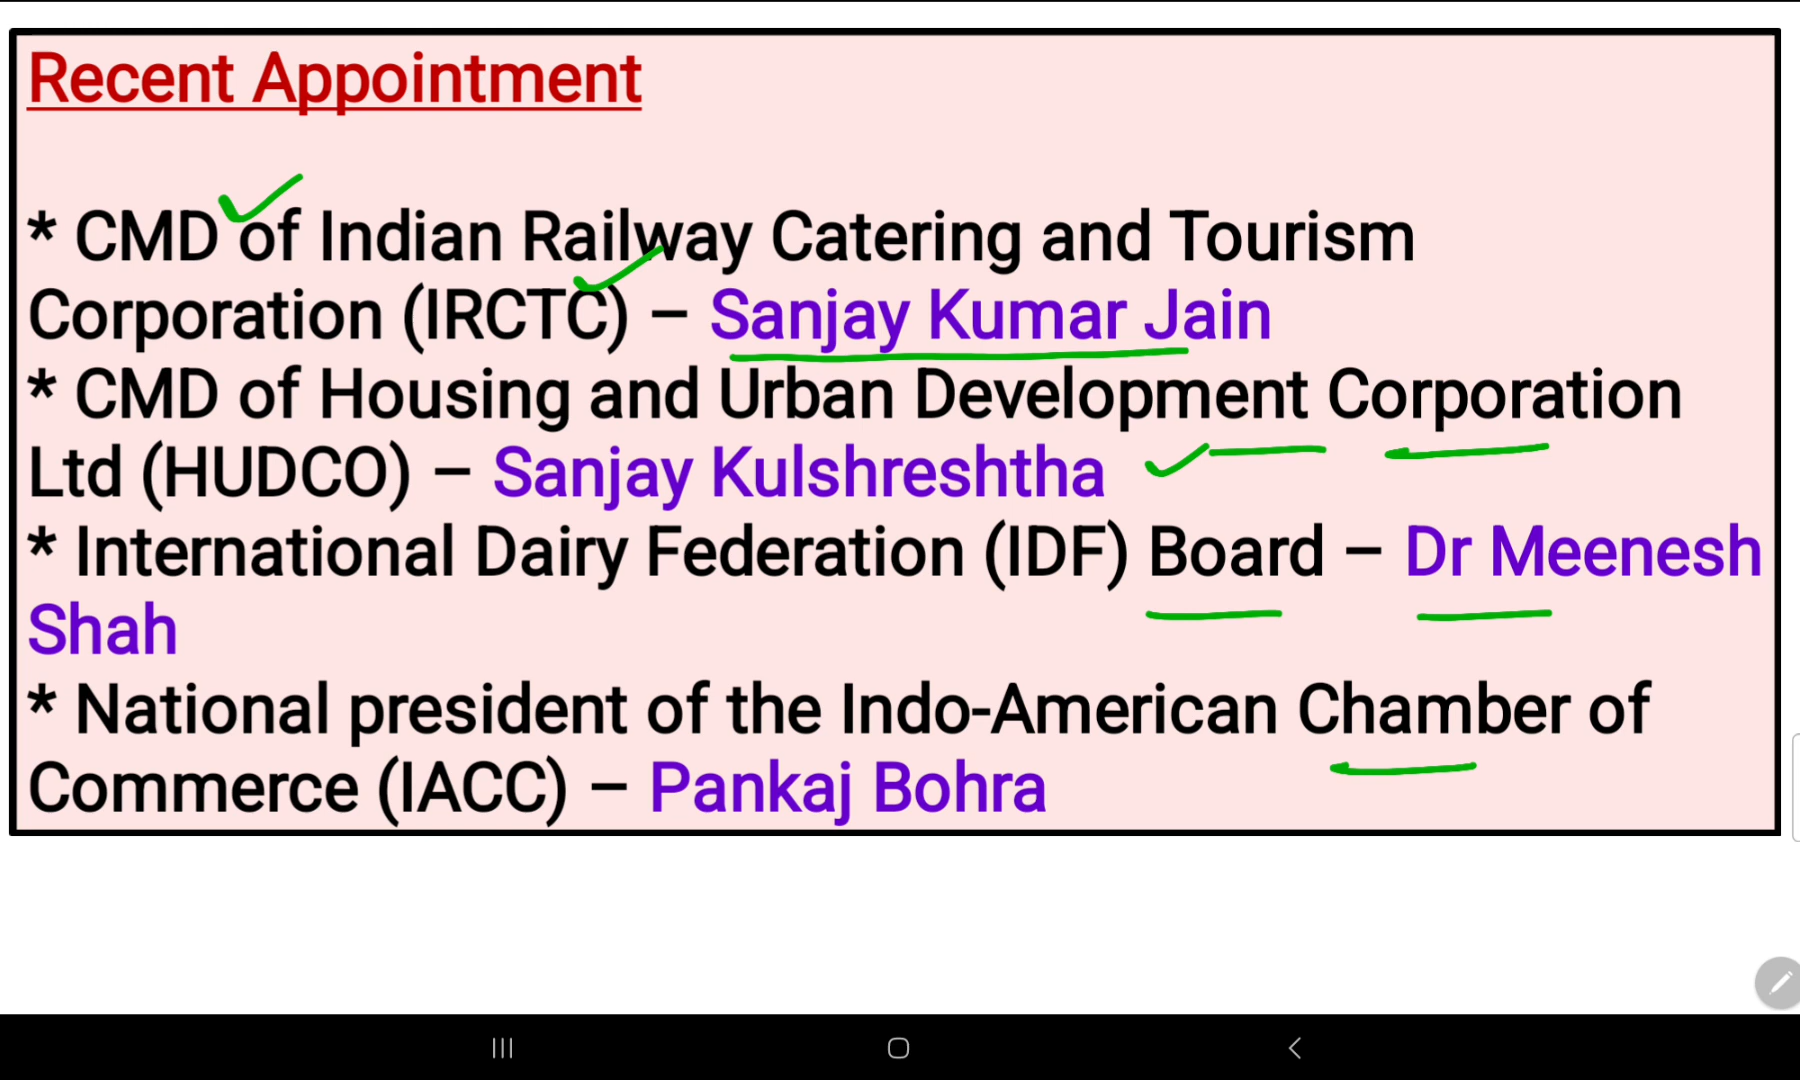 Recent Appointment
* CMD of Indian Railway Catering and Tourism
Corporation (IRCTC) – Sanjay Kumar Jain
* CMD of Housing and Urban Development Corporation
Ltd (HUDCO) – Sanjay Kulshreshtha
* International Dairy Federation (IDF) Board – Dr Meenesh
Shah
* National president of the Indo-American Chamber of
Commerce (IACC) – Pankaj Bohra